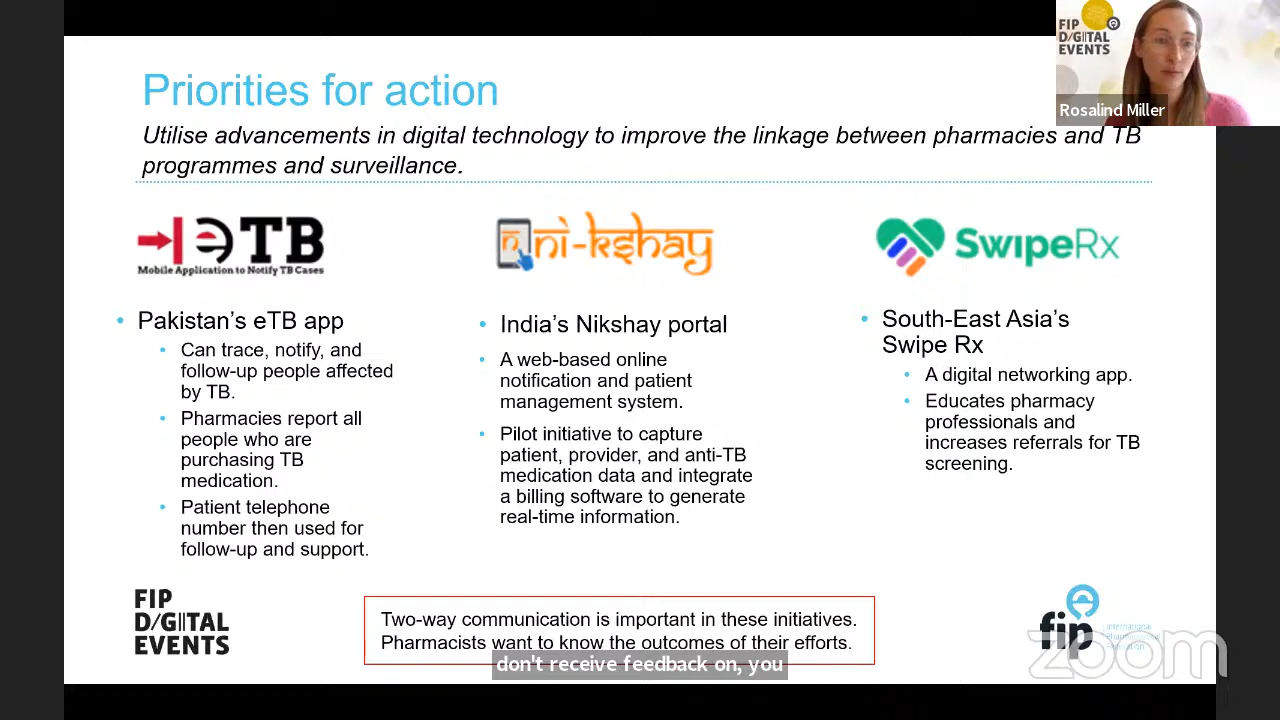 Priorities for action
Utilise advancements in digital technology to improve the linkage between pharmacies and TB
programmes and surveillance.
FIP
D/GITAL
EVENTS
Rosalind Miller
eTB
Mobile Application to Notify TB Cases
• Pakistan’s eTB app
• Can trace, notify, and
follow-up people affected
by TB.
• Pharmacies report all
people who are
purchasing TB
medication.
• Patient telephone
number then used for
follow-up and support.
ni-kshay
• India’s Nikshay portal
• A web-based online
notification and patient
management system.
• Pilot initiative to capture
patient, provider, and anti-TB
medication data and integrate
a billing software to generate
real-time information.
SwipeRx
• South-East Asia’s
Swipe Rx
• A digital networking app.
• Educates pharmacy
professionals and
increases referrals for TB
screening.
FIP
D/GITAL
EVENTS
Two-way communication is important in these initiatives.
Pharmacists want to know the outcomes of their efforts.
don't receive feedback on, you
fip
International
Pharmaceutical
Federation
zoom